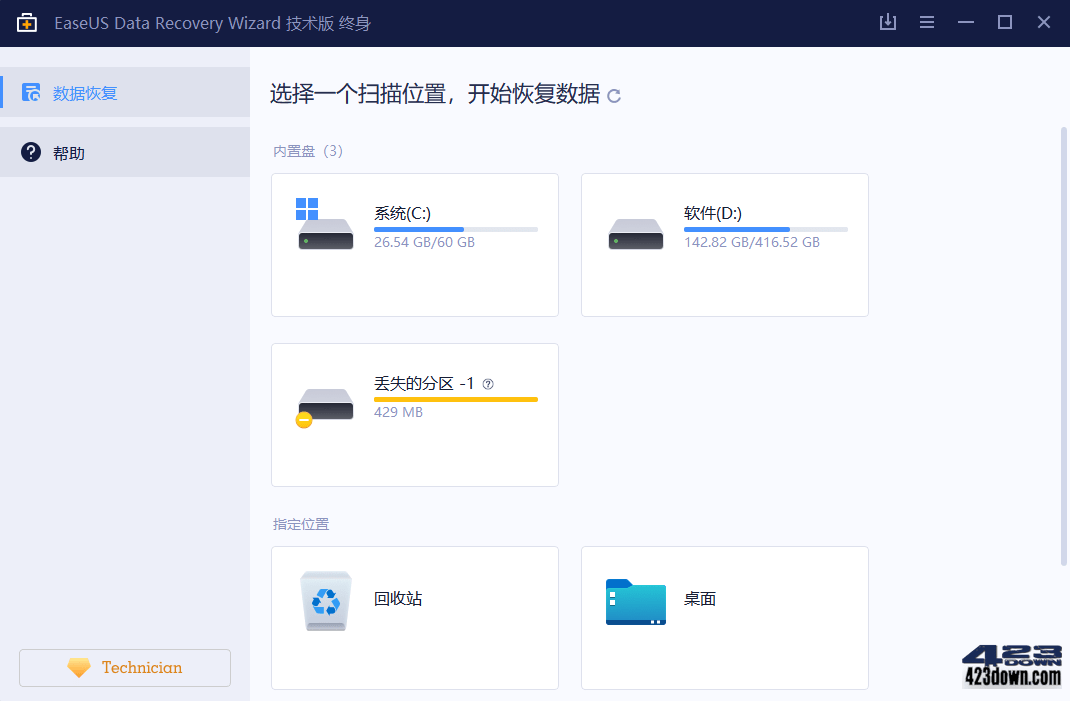 EaseUS Data Recovery Wizard 技术版 终身
数据恢复
帮助
选择一个扫描位置，开始恢复数据
内置盘（3）
系统(C:)
26.54 GB/60 GB
软件(D:)
142.82 GB/416.52 GB
丢失的分区 -1
429 MB
指定位置
回收站
桌面
Technician
423
DOWN
423down.com